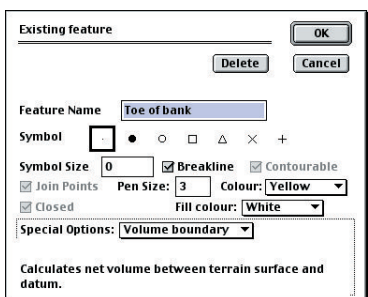 Existing feature
OK
Delete Cancel
Feature Name Toe of bank
Symbol
Symbol Size 0 Breakline Contourable
Join Points Pen Size: 3 Colour: Yellow
Closed Fill colour: White
Special Options: Volume boundary
Calculates net volume between terrain surface and
datum.